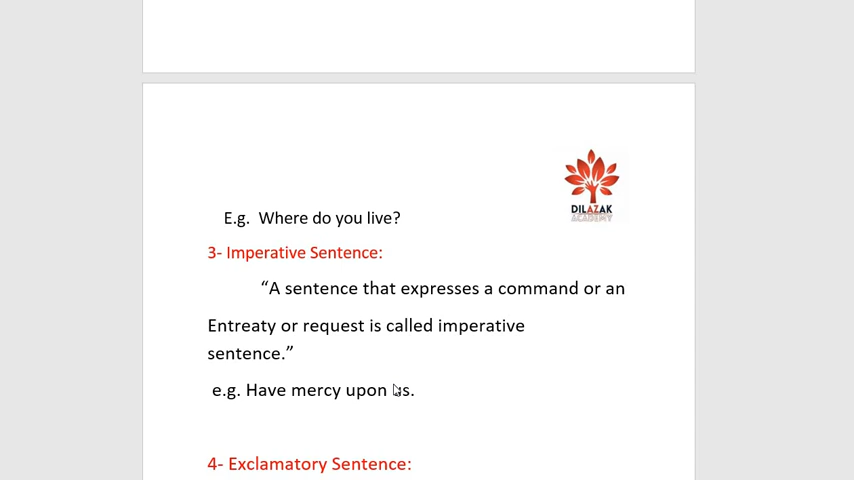 DILAZAK
ACADEMY
E.g. Where do you live?
3- Imperative Sentence:
“A sentence that expresses a command or an
Entreaty or request is called imperative
sentence.”
e.g. Have mercy upon us.
4- Exclamatory Sentence: